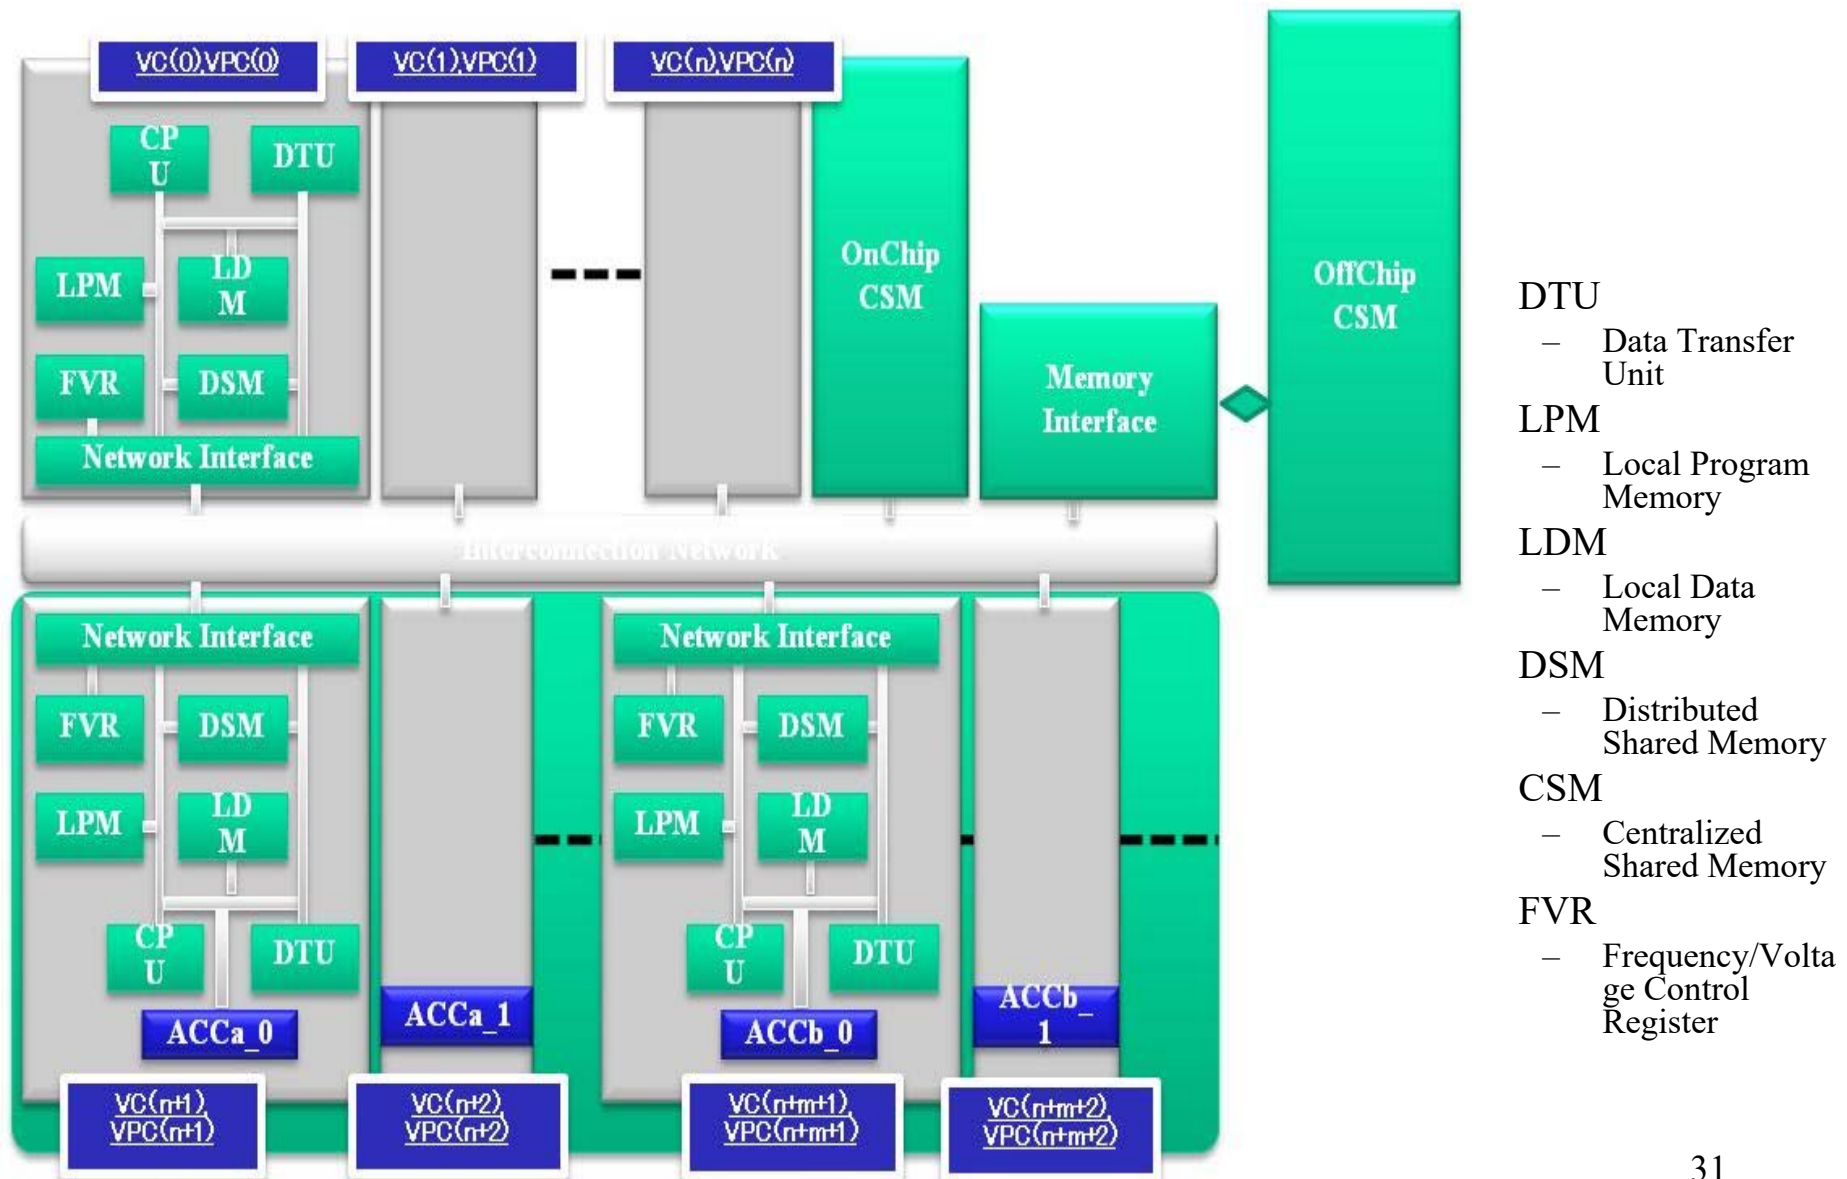 VC(0),VPC(0)
VC(1),VPC(1)
VC(n),VPC(n)
CP
U
DTU
LPM
LD
M
FVR
DSM
Network Interface
OnChip
CSM
Memory
Interface
OffChip
CSM
Interconnection Network
Network Interface
FVR
DSM
LPM
LD
M
CP
U
DTU
ACCa_0
ACCa_1
Network Interface
FVR
DSM
LPM
LD
M
CP
U
DTU
ACCb_0
ACCb_
1
VC(n+1),
VPC(n+1)
VC(n+2),
VPC(n+2)
VC(n+m+1),
VPC(n+m+1)
VC(n+m+2),
VPC(n+m+2)
DTU
– Data Transfer
Unit
LPM
– Local Program
Memory
LDM
– Local Data
Memory
DSM
– Distributed
Shared Memory
CSM
– Centralized
Shared Memory
FVR
– Frequency/Volta
ge Control
Register
31